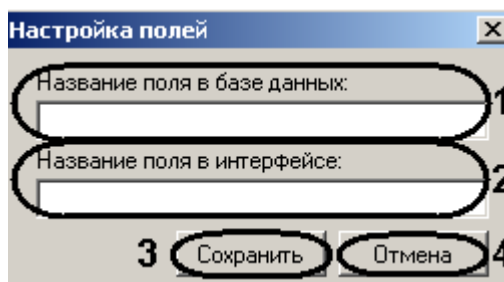 Настройка полей
Название поля в базе данных:
1
Название поля в интерфейсе:
2
3 Сохранить Отмена 4